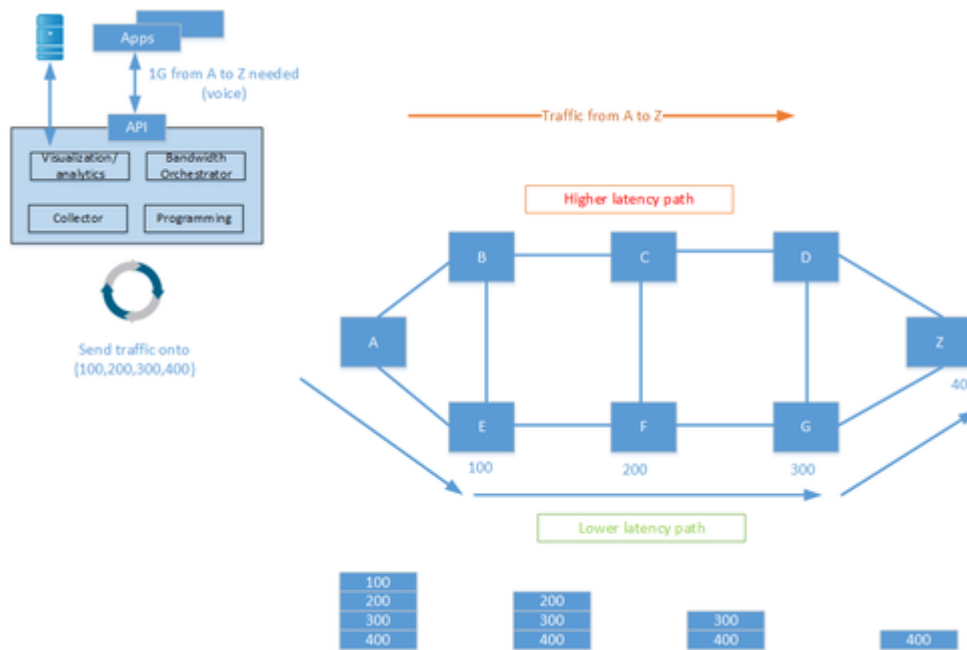 Apps
1G from A to Z needed
(voice)
API
Visualization/
analytics
Bandwidth
Orchestrator
Collector
Programming
Send traffic onto
{100,200,300,400}
Traffic from A to Z
Higher latency path
B
C
D
A
Z
40
E
F
G
100
200
300
Lower latency path
100
200
300
400
200
300
400
300
400
400